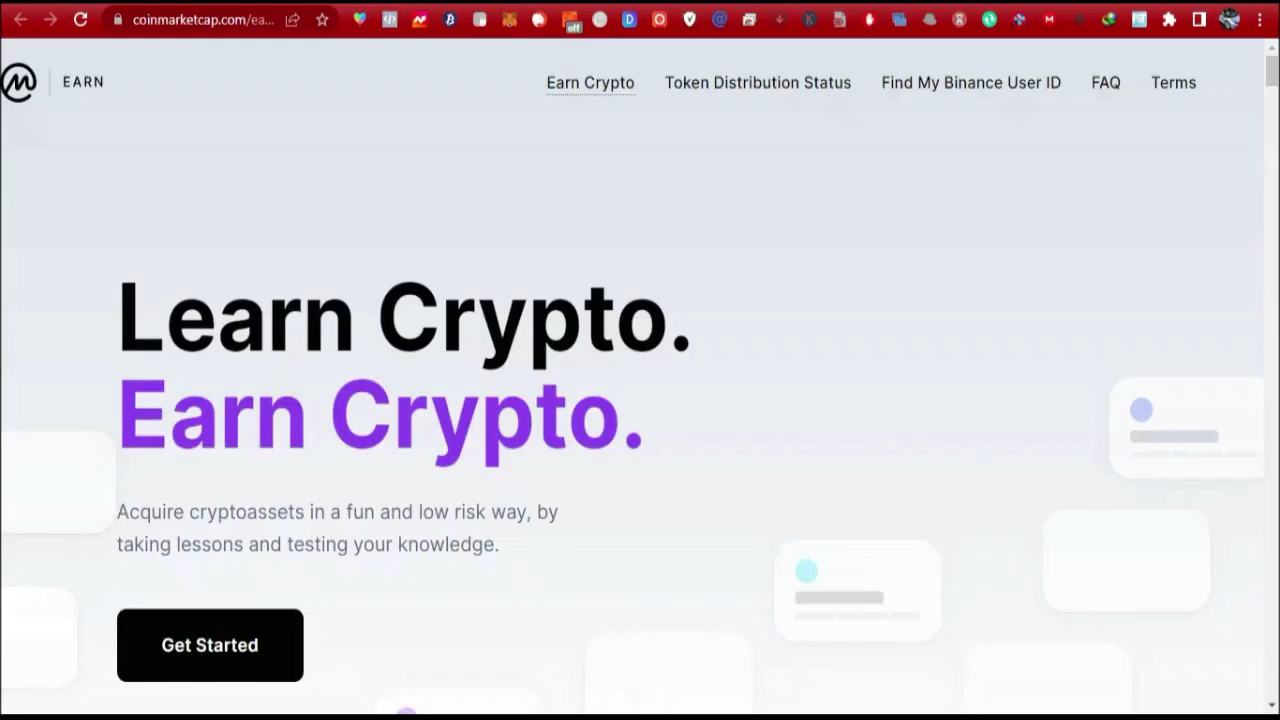 coinmarketcap.com/ea...
off
EARN
Earn Crypto
Token Distribution Status
Find My Binance User ID
FAQ
Terms
Learn Crypto.
Earn Crypto.
Acquire cryptoassets in a fun and low risk way, by
taking lessons and testing your knowledge.
Get Started